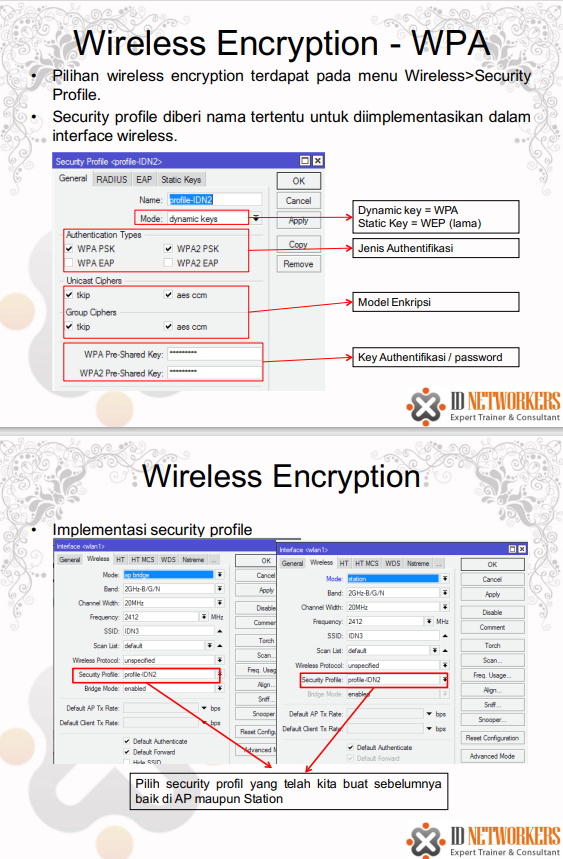 Wireless Encryption - WPA
• Pilihan wireless encryption terdapat pada menu Wireless>Security
Profile.
• Security profile diberi nama tertentu untuk diimplementasikan dalam
interface wireless.
Security Profile <profile-IDN2>
General RADIUS EAP Static Keys
Name: profile-IDN2
Mode: dynamic keys
Authentication Types
WPA PSK WPA2 PSK
WPA EAP WPA2 EAP
Unicast Ciphers
tkip aes ccm
Group Ciphers
tkip aes ccm
WPA Pre-Shared Key: *********
WPA2 Pre-Shared Key: *********
OK
Cancel
Apply
Copy
Remove
Dynamic key = WPA
Static Key = WEP (lama)
Jenis Authentifikasi
Model Enkripsi
Key Authentifikasi / password
ID NETWORKERS
Expert Trainer & Consultant
Wireless Encryption
• Implementasi security profile
Interface <wlan1>
General Wireless HT HT MCS WDS Nstreme ...
Mode: ap bridge
Band: 2GHz-B/G/N
Channel Width: 20MHz
Frequency: 2412 MHz
SSID: IDN3
Scan List: default
Wireless Protocol: unspecified
Security Profile: profile-IDN2
Bridge Mode: enabled
Default AP Tx Rate: bps
Default Client Tx Rate: bps
Default Authenticate
Default Forward
Hide SSID
OK
Cancel
Apply
Disable
Commen
Torch
Scan...
Freq. Usag
Align...
Sniff...
Snooper
Reset Configu
Advanced M
Interface <wlan1>
General Wireless HT HT MCS WDS Nstreme ...
Mode: station
Band: 2GHz-B/G/N
Channel Width: 20MHz
Frequency: 2412 MHz
SSID: IDN3
Scan List: default
Wireless Protocol: unspecified
Security Profile: profile-IDN2
Bridge Mode: enabled
Default AP Tx Rate: bps
Default Client Tx Rate: bps
Default Authenticate
Default Forward
OK
Cancel
Apply
Disable
Comment
Torch
Scan...
Freq. Usage...
Align...
Sniff...
Snooper...
Reset Configuration
Advanced Mode
Pilih security profil yang telah kita buat sebelumnya
baik di AP maupun Station
ID NETWORKERS
Expert Trainer & Consultant